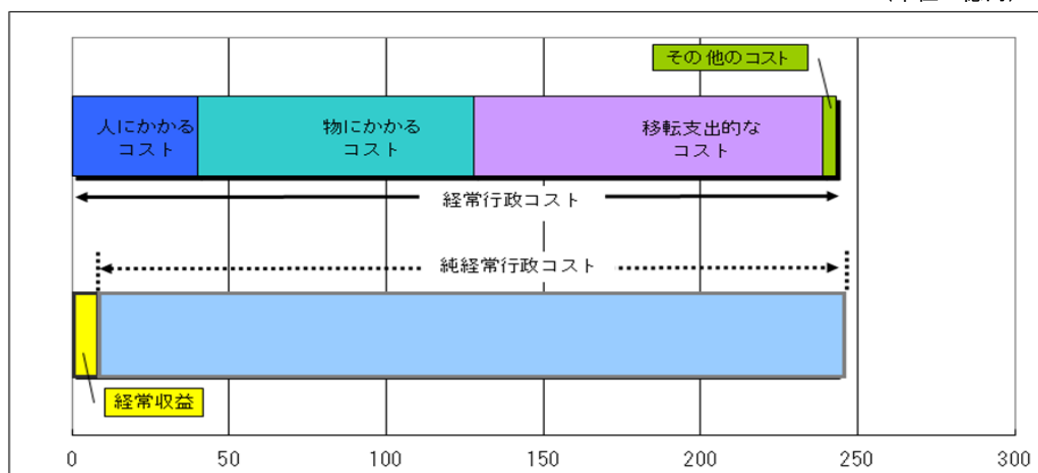 その他のコスト
人にかかる
コスト
物にかかる
コスト
移転支出的な
コスト
経常行政コスト
純経常行政コスト
経常収益
0 50 100 150 200 250 300